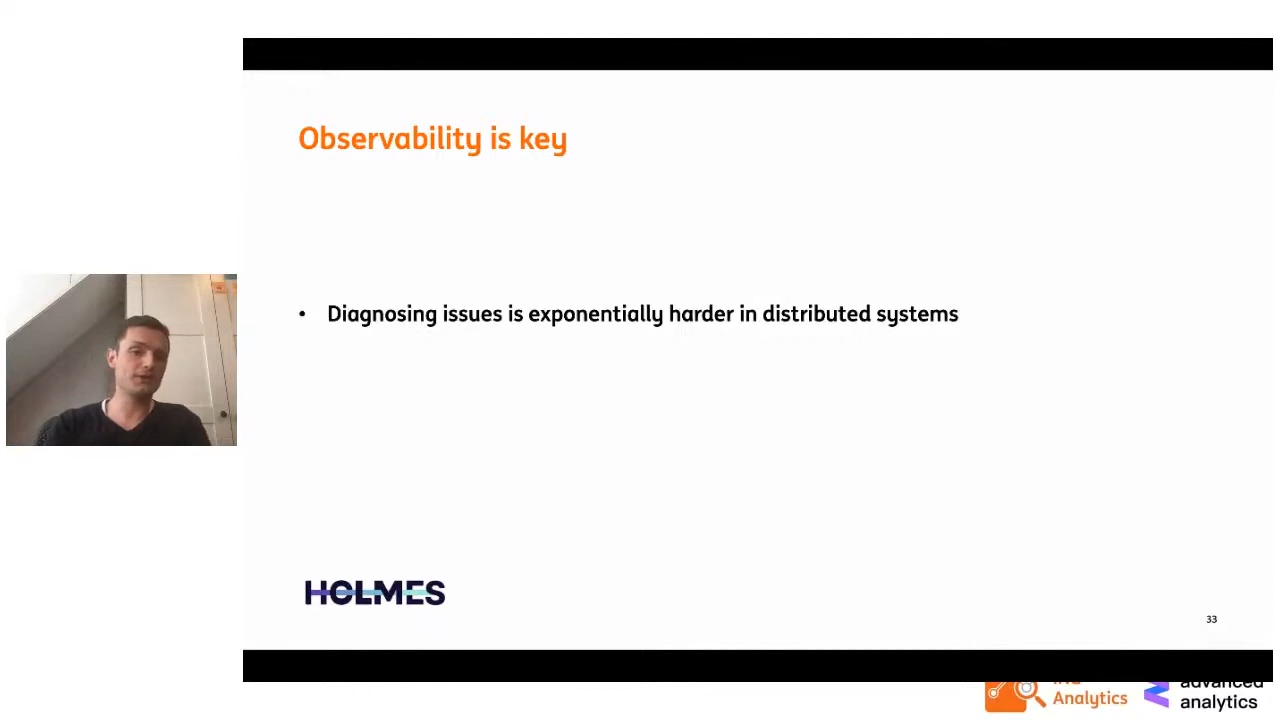 Observability is key
• Diagnosing issues is exponentially harder in distributed systems
HOLMES
33
Analytics
advanced
analytics